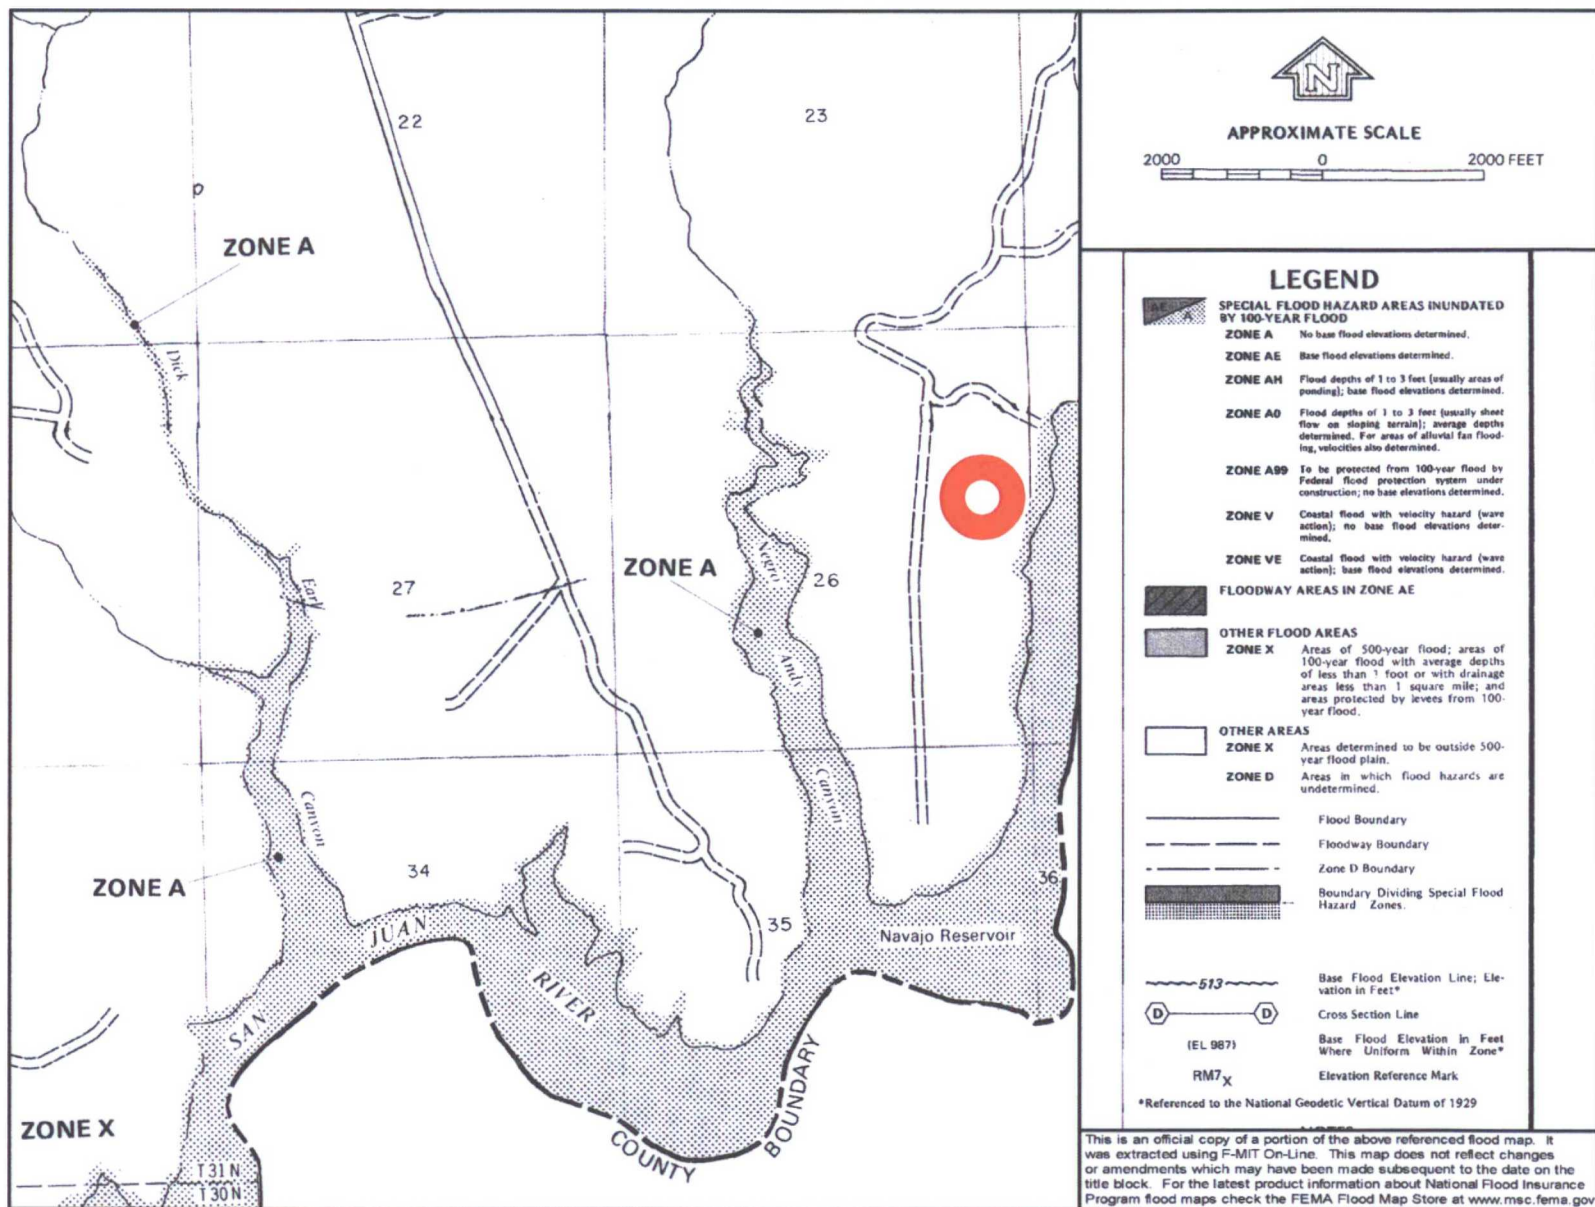 22
23
p
ZONE A
Dick
Early
27
ZONE A
Negro
26
Andy
Canyon
Canyon
ZONE A
34
35
36
JUAN
Navajo Reservoir
RIVER
SAN
ZONE X
COUNTY
BOUNDARY
T31N
T30N
N
APPROXIMATE SCALE
2000 0 2000 FEET
LEGEND
AE
A
SPECIAL FLOOD HAZARD AREAS INUNDATED
BY 100-YEAR FLOOD
ZONE A No base flood elevations determined.
ZONE AE Base flood elevations determined.
ZONE AH Flood depths of 1 to 3 feet (usually areas of
ponding); base flood elevations determined.
ZONE A0 Flood depths of 1 to 3 feet (usually sheet
flow on sloping terrain); average depths
determined. For areas of alluvial fan flood-
ing, velocities also determined.
ZONE A99 To be protected from 100-year flood by
Federal flood protection system under
construction; no base elevations determined.
ZONE V Coastal flood with velocity hazard (wave
action); no base flood elevations deter-
mined.
ZONE VE Coastal flood with velocity hazard (wave
action); base flood elevations determined.
FLOODWAY AREAS IN ZONE AE
OTHER FLOOD AREAS
ZONE X Areas of 500-year flood; areas of
100-year flood with average depths
of less than 1 foot or with drainage
areas less than 1 square mile; and
areas protected by levees from 100-
year flood.
OTHER AREAS
ZONE X Areas determined to be outside 500-
year flood plain.
ZONE D Areas in which flood hazards are
undetermined.
Flood Boundary
Floodway Boundary
Zone D Boundary
Boundary Dividing Special Flood
Hazard Zones.
513 Base Flood Elevation Line; Ele-
vation in Feet*
D D Cross Section Line
(EL 987) Base Flood Elevation in Feet
Where Uniform Within Zone*
RM7X Elevation Reference Mark
*Referenced to the National Geodetic Vertical Datum of 1929
This is an official copy of a portion of the above referenced flood map. It
was extracted using F-MIT On-Line. This map does not reflect changes
or amendments which may have been made subsequent to the date on the
title block. For the latest product information about National Flood Insurance
Program flood maps check the FEMA Flood Map Store at www.msc.fema.gov